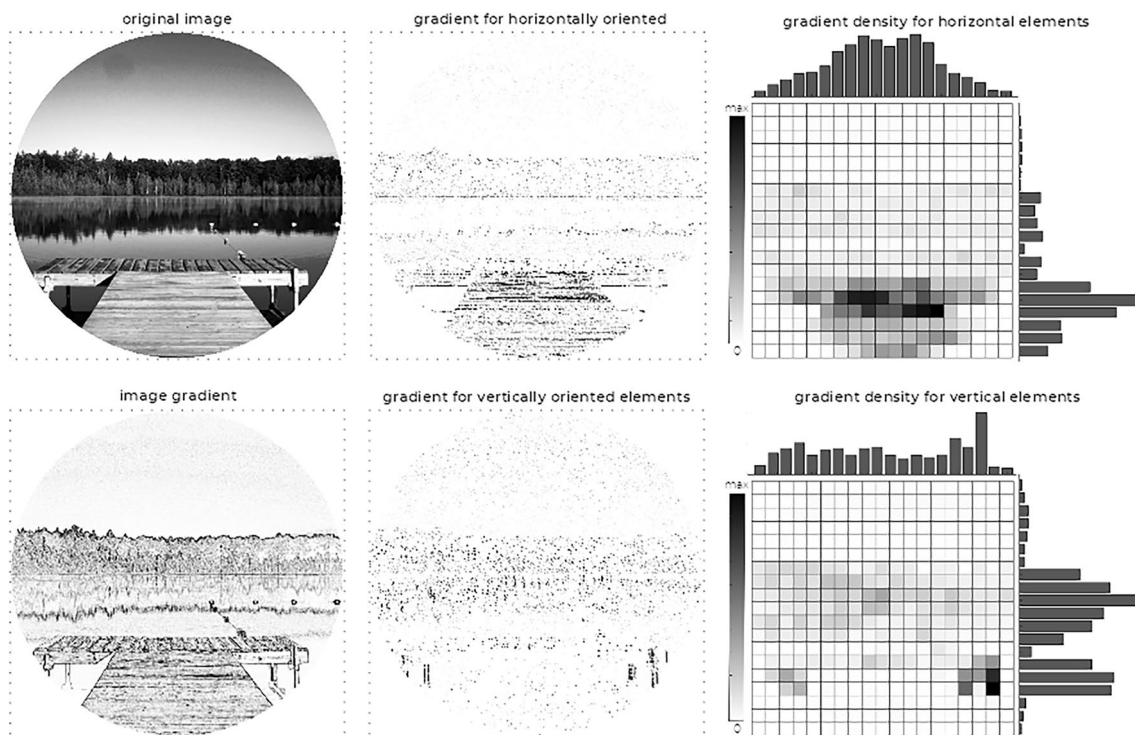 original image
gradient for horizontally oriented
gradient density for horizontal elements
max
0
image gradient
gradient for vertically oriented elements
gradient density for vertical elements
max
0